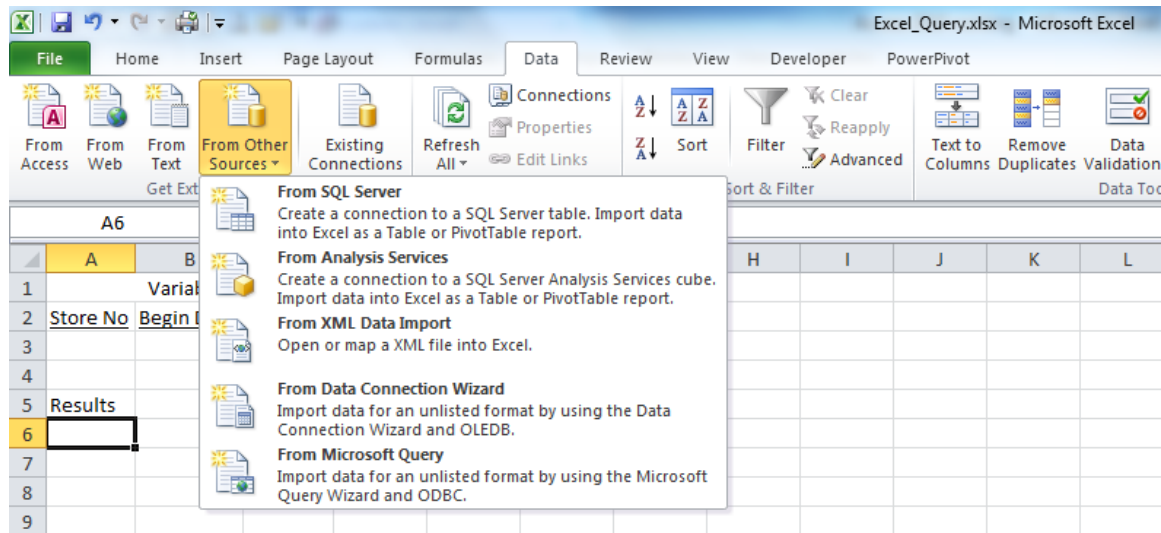 Excel_Query.xlsx - Microsoft Excel
File Home Insert Page Layout Formulas Data Review View Developer PowerPivot
From Access
From Web
From Text
From Other Sources
Existing Connections
Refresh All
Connections
Properties
Edit Links
Sort
Filter
Clear
Reapply
Advanced
Text to Columns
Remove Duplicates
Data Validation
Get Ext
Sort & Filter
Data Too
From SQL Server
Create a connection to a SQL Server table. Import data
into Excel as a Table or PivotTable report.
From Analysis Services
Create a connection to a SQL Server Analysis Services cube.
Import data into Excel as a Table or PivotTable report.
From XML Data Import
Open or map a XML file into Excel.
From Data Connection Wizard
Import data for an unlisted format by using the Data
Connection Wizard and OLEDB.
From Microsoft Query
Import data for an unlisted format by using the Microsoft
Query Wizard and ODBC.
A6
A B H I J K L
1 Varial
2 Store No Begin D
3
4
5 Results
6
7
8
9